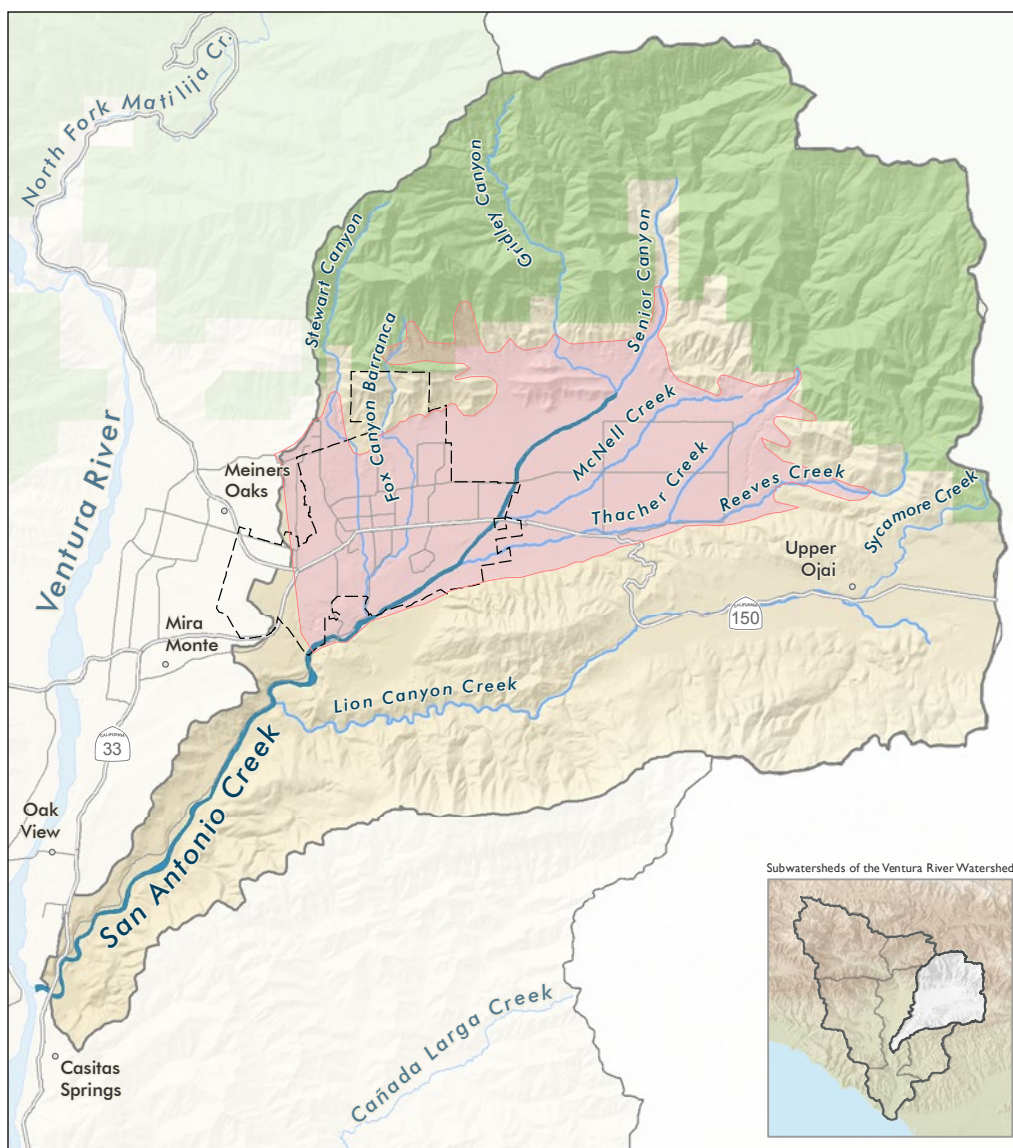 North Fork Matilija Cr.
Stewart Canyon
Gridley Canyon
Senior Canyon
Fox Canyon Barranca
Ventura River
Meiners
Oaks
McNell Creek
Thacher Creek
Reeves Creek
Sycamore Creek
Upper
Ojai
CALIFORNIA
150
Mira
Monte
Lion Canyon Creek
CALIFORNIA
33
San Antonio Creek
Oak
View
Subwatersheds of the Ventura River Watershed
Cañada Larga Creek
Casitas
Springs